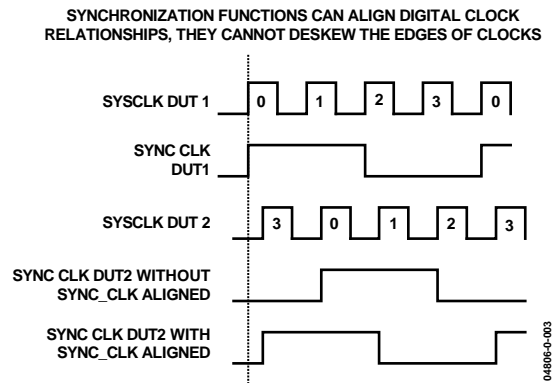 SYNCHRONIZATION FUNCTIONS CAN ALIGN DIGITAL CLOCK
RELATIONSHIPS, THEY CANNOT DESKEW THE EDGES OF CLOCKS
SYSCLK DUT 1
0 1 2 3 0
SYNC CLK
DUT1
SYSCLK DUT 2
3 0 1 2 3
SYNC CLK DUT2 WITHOUT
SYNC_CLK ALIGNED
SYNC CLK DUT2 WITH
SYNC_CLK ALIGNED
04806-0-003